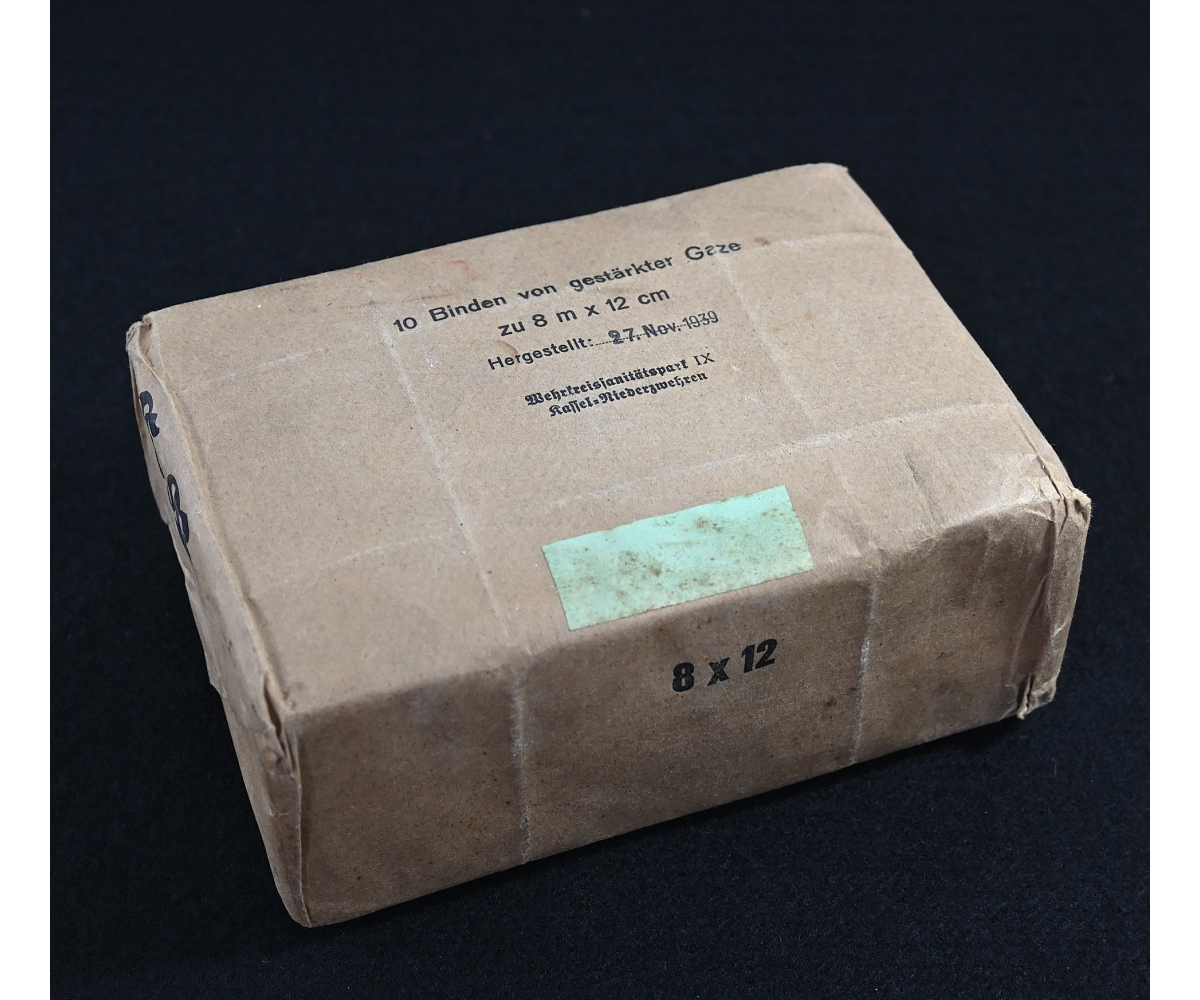 10 Binden von gestärkter Gaze
zu 8 m x 12 cm
Hergestellt: 27. Nov. 1939
Wehrkreissanitätspark IX
Kassel=Niederzwehren
8 x 12